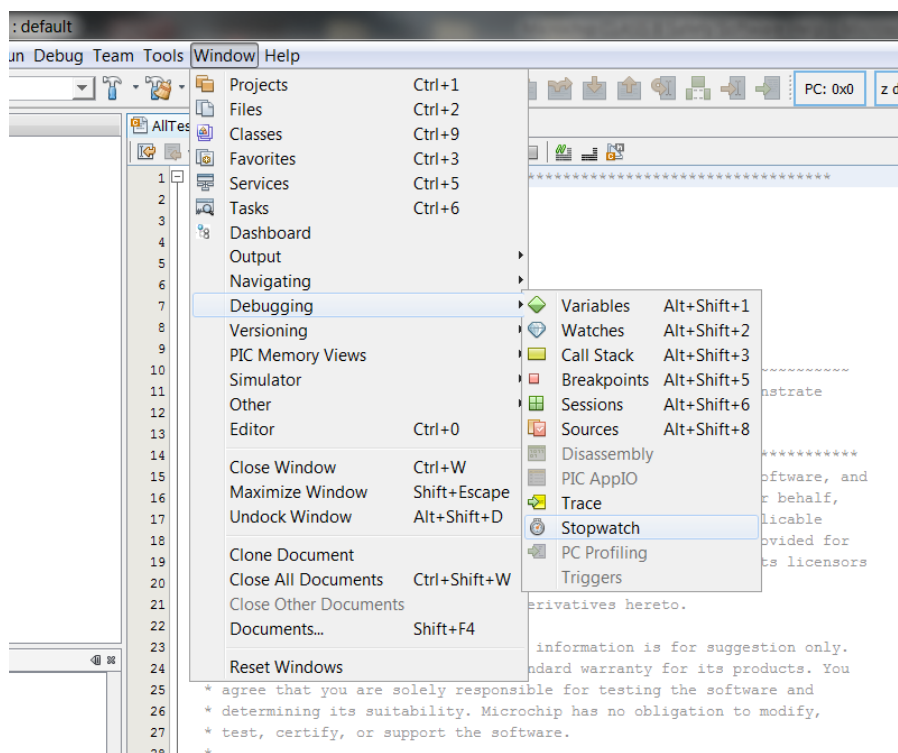 : default
un Debug Team Tools Window Help
PC: 0x0
z d
AllTes
Projects Ctrl+1
Files Ctrl+2
Classes Ctrl+9
Favorites Ctrl+3
Services Ctrl+5
Tasks Ctrl+6
Dashboard
Output
Navigating
Debugging
Versioning
PIC Memory Views
Simulator
Other
Editor Ctrl+0
Close Window Ctrl+W
Maximize Window Shift+Escape
Undock Window Alt+Shift+D
Clone Document
Close All Documents Ctrl+Shift+W
Close Other Documents
Documents... Shift+F4
Reset Windows
Variables Alt+Shift+1
Watches Alt+Shift+2
Call Stack Alt+Shift+3
Breakpoints Alt+Shift+5
Sessions Alt+Shift+6
Sources Alt+Shift+8
Disassembly
PIC AppIO
Trace
Stopwatch
PC Profiling
Triggers
1 ***********************************
2
3
4
5
6
7
8
9
10 ~~~~~~~~~~
11 nstrate
12
13
14 ***********
15 oftware, and
16 r behalf,
17 licable
18 ovided for
19 ts licensors
20
21 erivatives hereto.
22
23 information is for suggestion only.
24 ndard warranty for its products. You
25 * agree that you are solely responsible for testing the software and
26 * determining its suitability. Microchip has no obligation to modify,
27 * test, certify, or support the software.
28 *